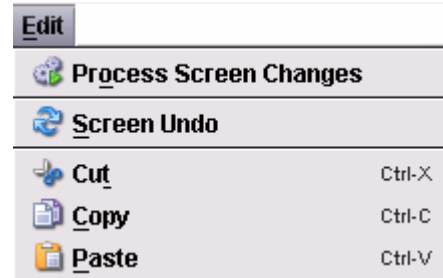 Edit
Process Screen Changes
Screen Undo
Cut Ctrl-X
Copy Ctrl-C
Paste Ctrl-V